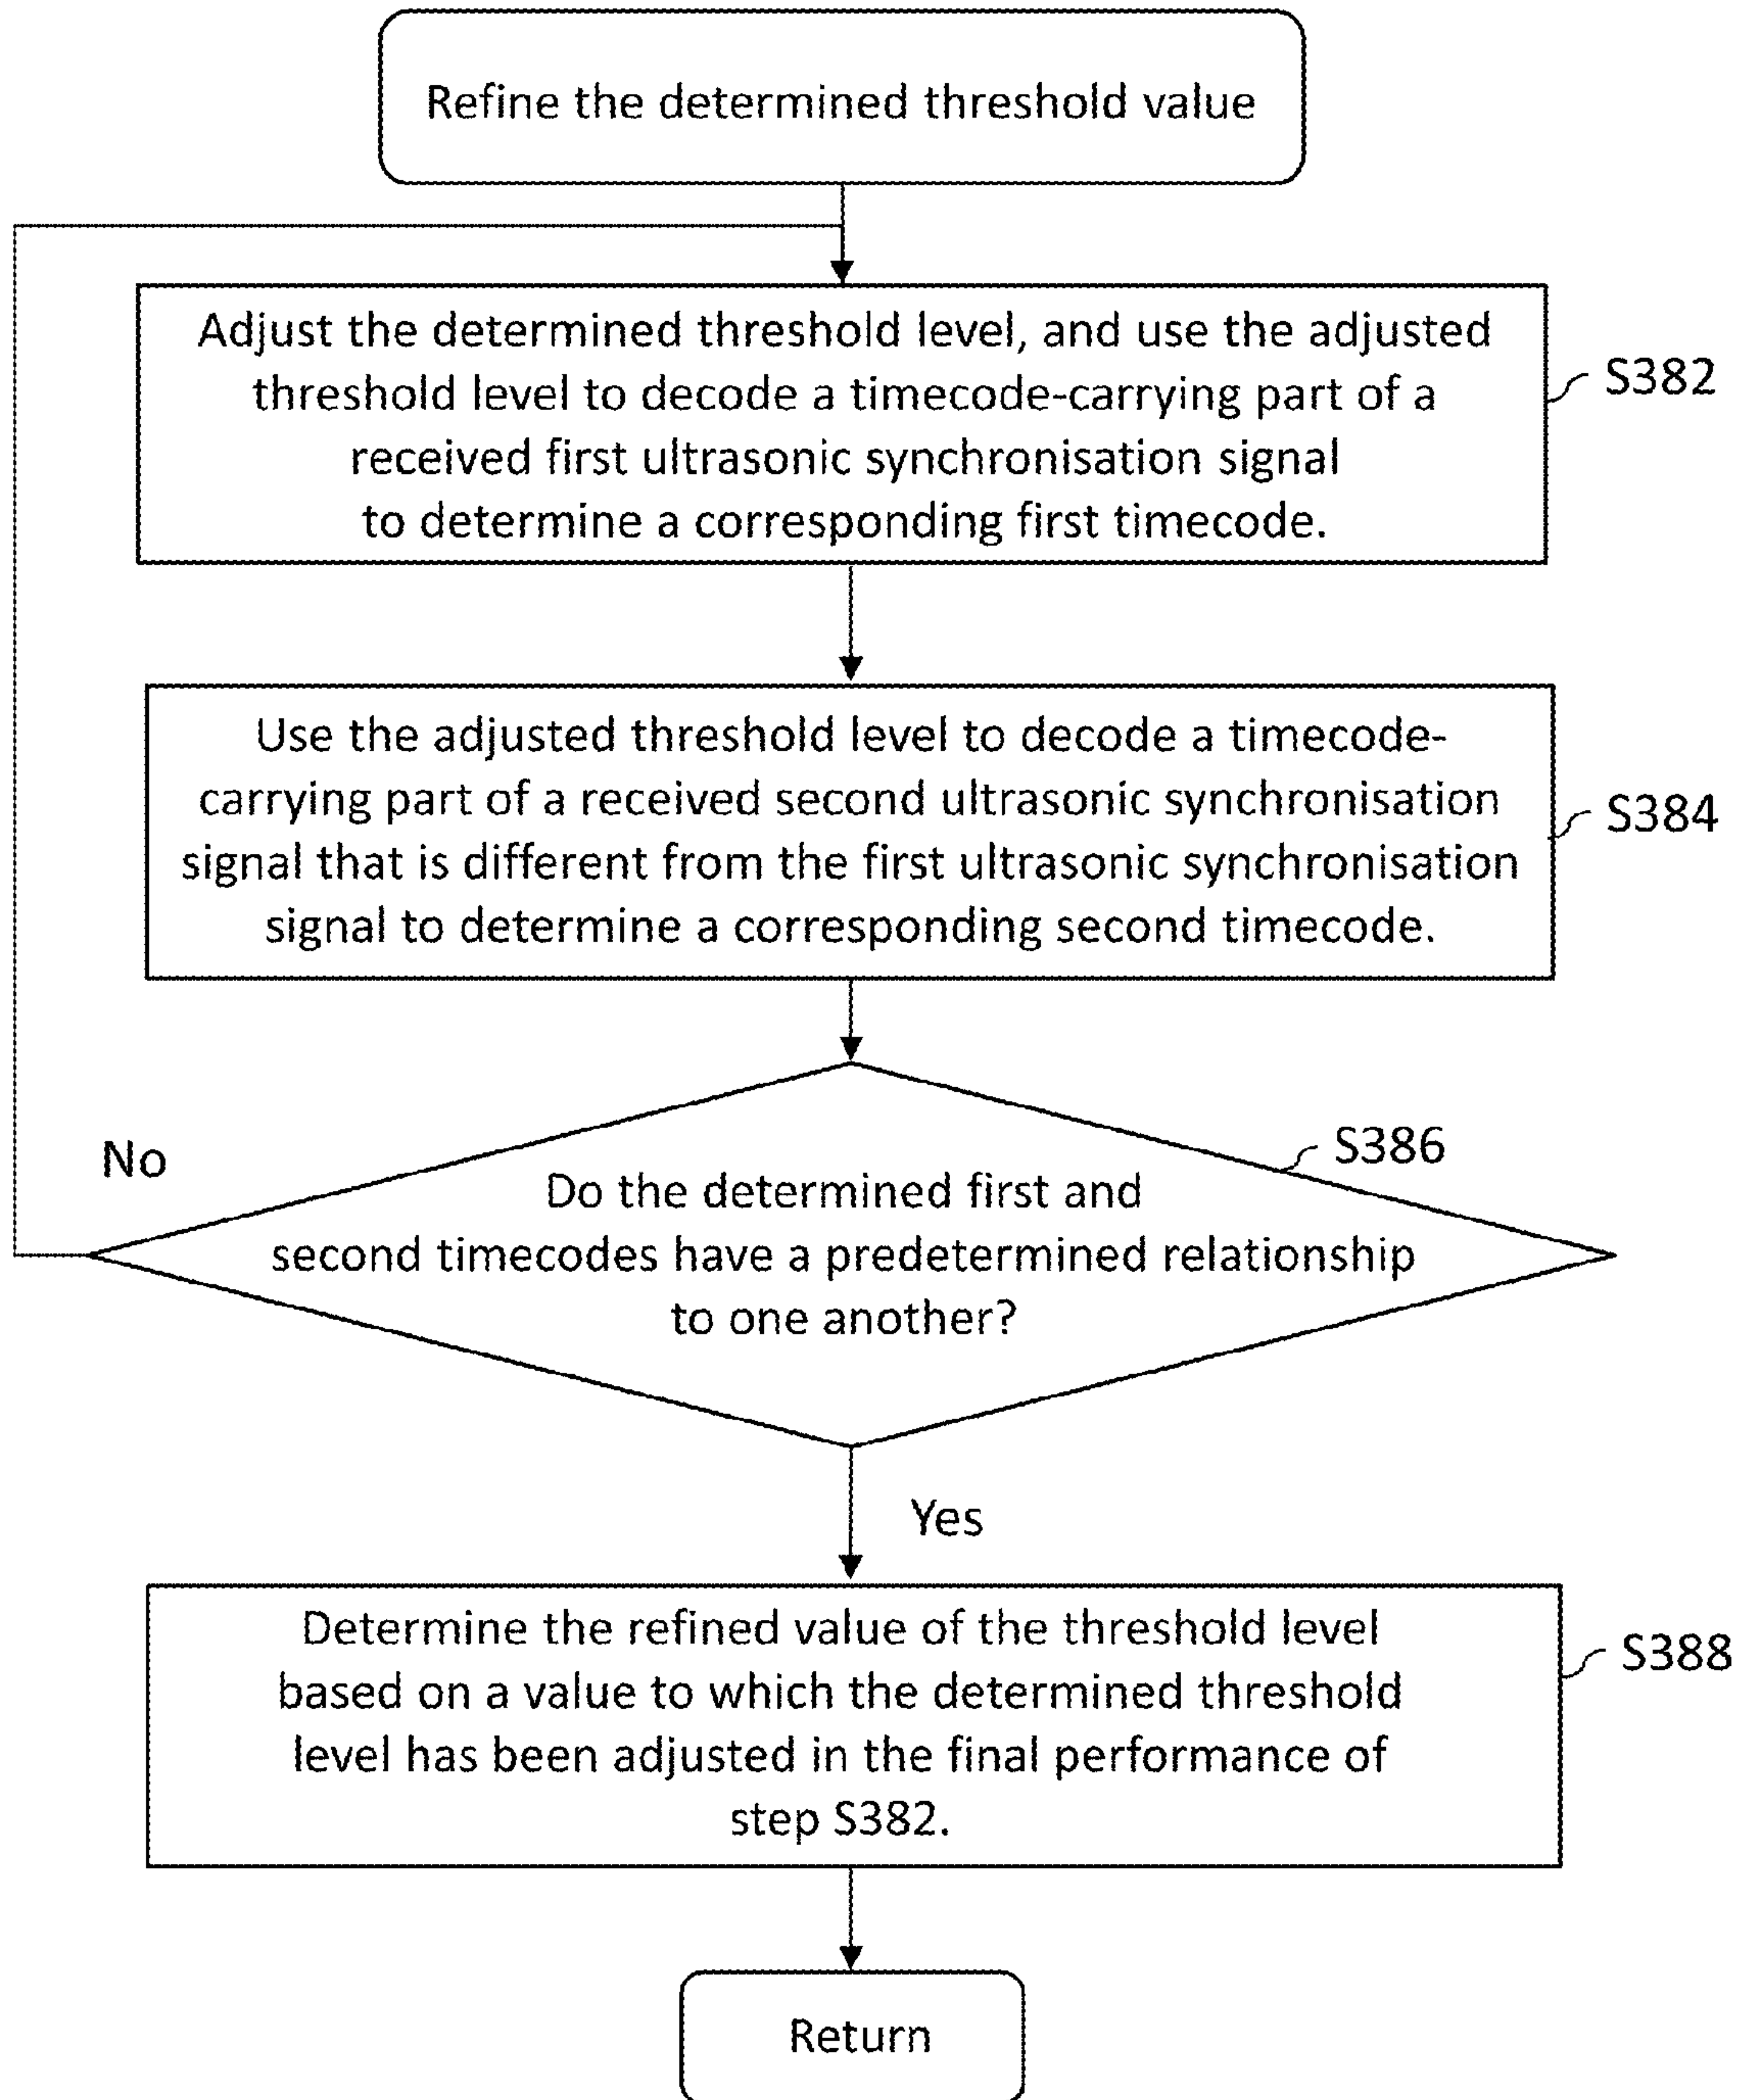 Refine the determined threshold value
Adjust the determined threshold level, and use the adjusted
threshold level to decode a timecode-carrying part of a
received first ultrasonic synchronisation signal
to determine a corresponding first timecode.
S382
Use the adjusted threshold level to decode a timecode-
carrying part of a received second ultrasonic synchronisation
signal that is different from the first ultrasonic synchronisation
signal to determine a corresponding second timecode.
S384
No
S386
Do the determined first and
second timecodes have a predetermined relationship
to one another?
Yes
Determine the refined value of the threshold level
based on a value to which the determined threshold
level has been adjusted in the final performance of
step S382.
S388
Return